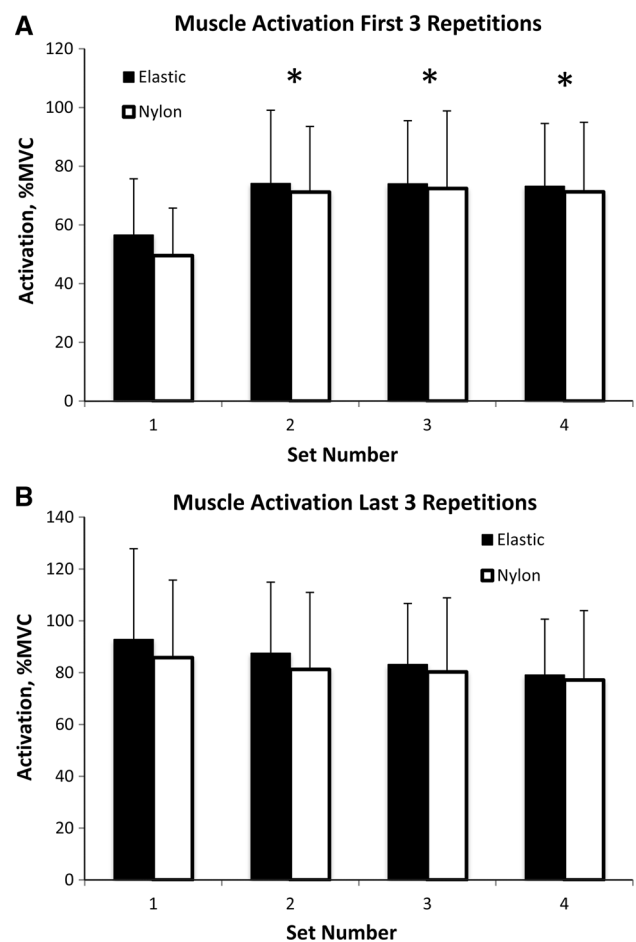 A
Muscle Activation First 3 Repetitions
120
100
80
60
40
20
0
Activation, %MVC
Elastic
Nylon
* * *
1 2 3 4
Set Number
B
Muscle Activation Last 3 Repetitions
140
120
100
80
60
40
20
0
Activation, %MVC
Elastic
Nylon
1 2 3 4
Set Number